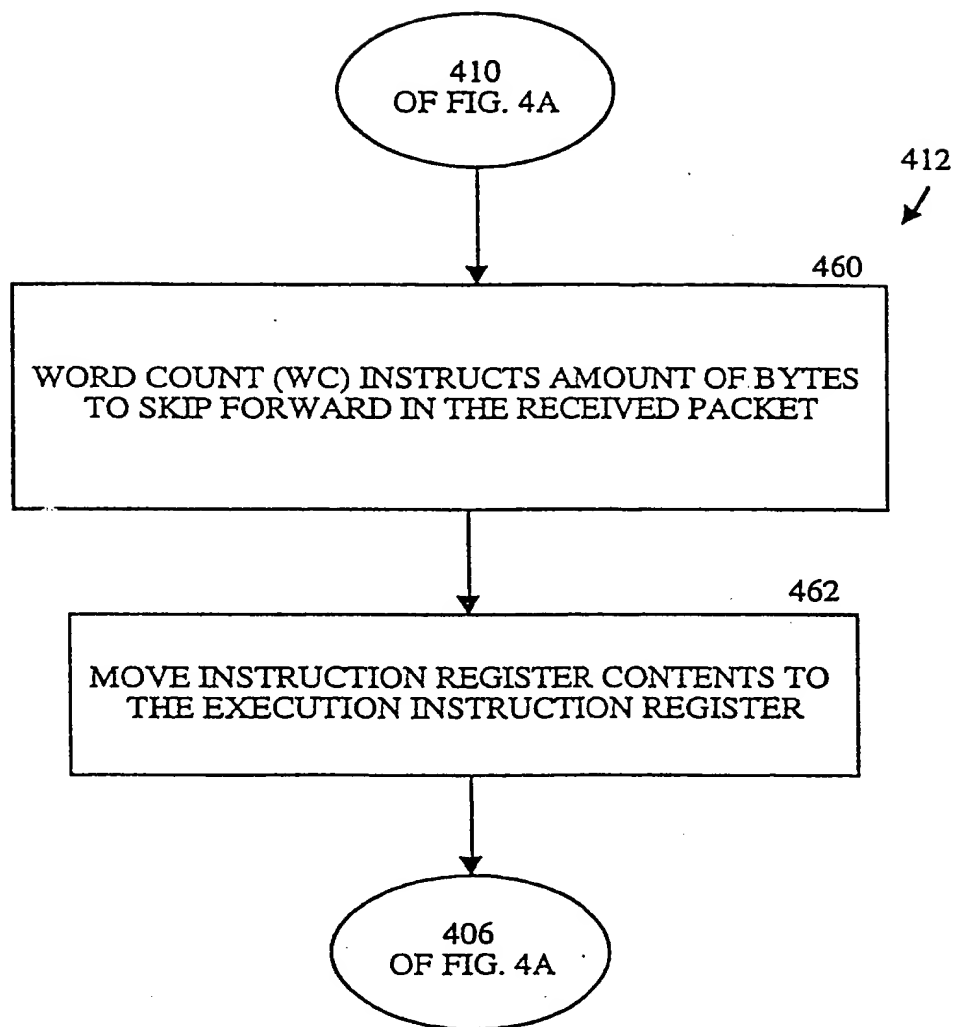 410
OF FIG. 4A
412
460
WORD COUNT (WC) INSTRUCTS AMOUNT OF BYTES
TO SKIP FORWARD IN THE RECEIVED PACKET
462
MOVE INSTRUCTION REGISTER CONTENTS TO
THE EXECUTION INSTRUCTION REGISTER
406
OF FIG. 4A